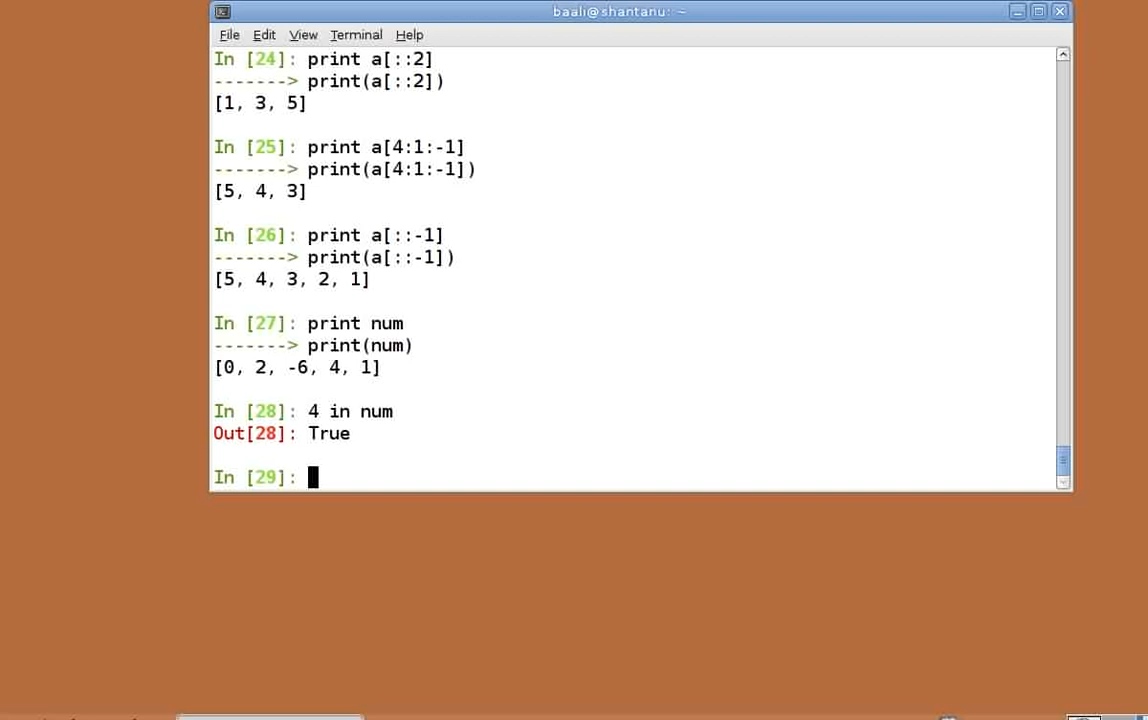 baali@shantanu: ~
File Edit View Terminal Help
In [24]: print a[::2]
-------> print(a[::2])
[1, 3, 5]
In [25]: print a[4:1:-1]
-------> print(a[4:1:-1])
[5, 4, 3]
In [26]: print a[::-1]
-------> print(a[::-1])
[5, 4, 3, 2, 1]
In [27]: print num
-------> print(num)
[0, 2, -6, 4, 1]
In [28]: 4 in num
Out[28]: True
In [29]: